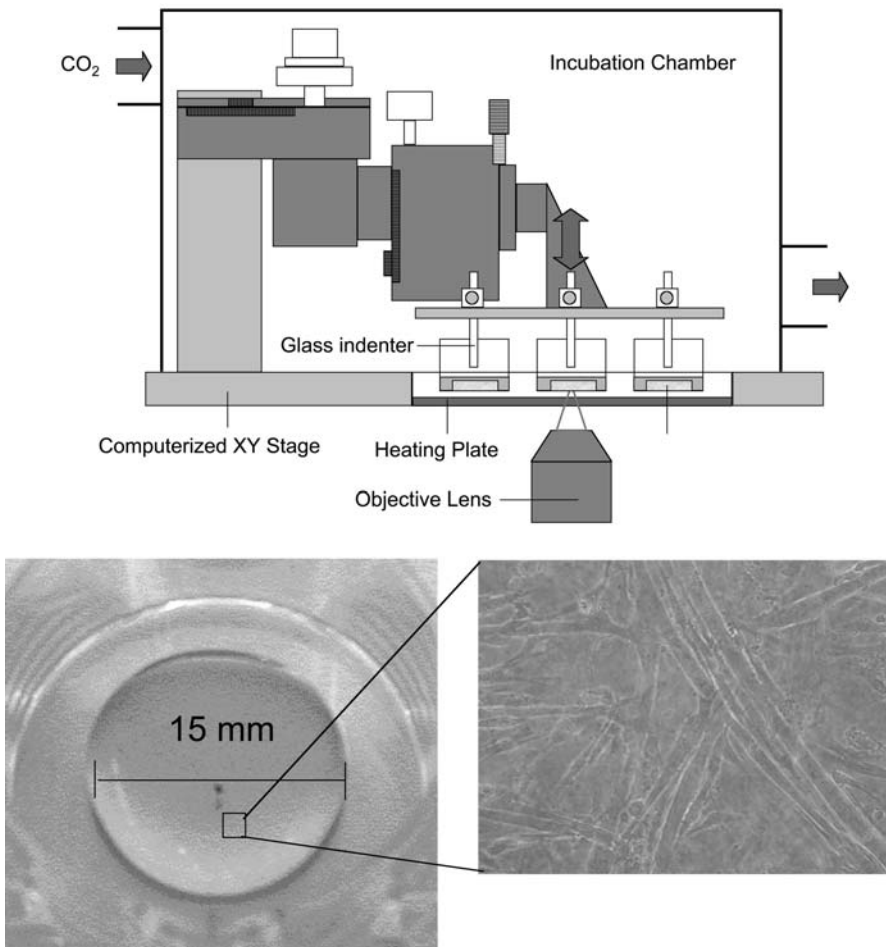 CO₂
Incubation Chamber
Glass indenter
Computerized XY Stage
Heating Plate
Objective Lens
15 mm